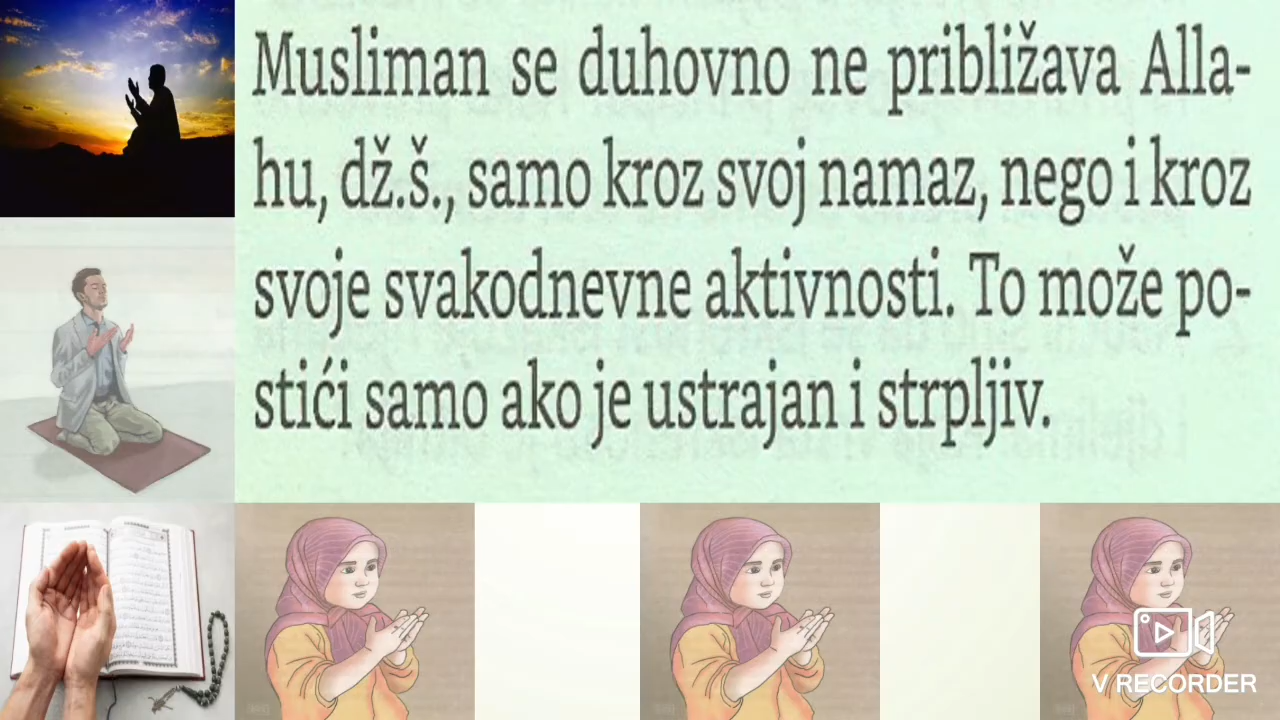 Musliman se duhovno ne približava Alla-
hu, dž.š., samo kroz svoj namaz, nego i kroz
svoje svakodnevne aktivnosti. To može po-
stići samo ako je ustrajan i strpljiv.
V RECORDER